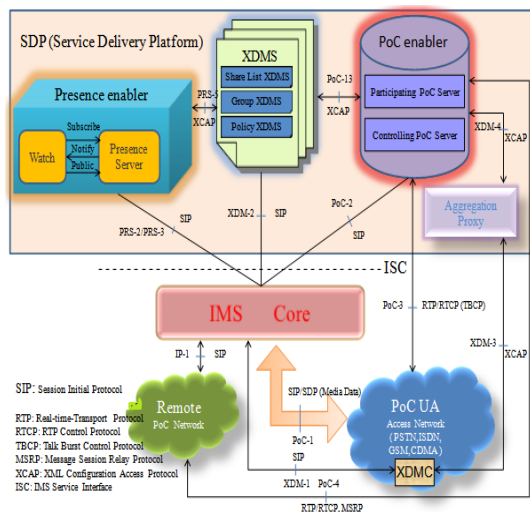 SDP (Service Delivery Platform)
XDMS
PoC enabler
Share List XDMS
Group XDMS
Policy XDMS
Participating PoC Server
Controlling PoC Server
Presence enabler
Subscribe
Notify
Public
Watch
Presence
Server
PRS-5
XCAP
PoC-13
XCAP
XDM-4
XCAP
Aggregation
Proxy
PRS-2/PRS-3
SIP
XDM-2
SIP
PoC-2
SIP
ISC
IMS Core
PoC-3
RTP/RTCP (TBCP)
XDM-3
XCAP
IP-1
SIP
SIP/SDP (Media Data)
PoC-1
Remote
PoC Network
PoC UA
Access Network
( PSTN,ISDN,
GSM,CDMA)
XDMC
SIP
XDM-1
PoC-4
RTP/RTCP, MSRP
SIP: Session Initial Protocol
RTP: Real-time-Transport Protocol
RTCP: RTP Control Protocol
TBCP: Talk Burst Control Protocol
MSRP: Message Session Relay Protocol
XCAP: XML Configuration Access Protocol
ISC: IMS Service Interface